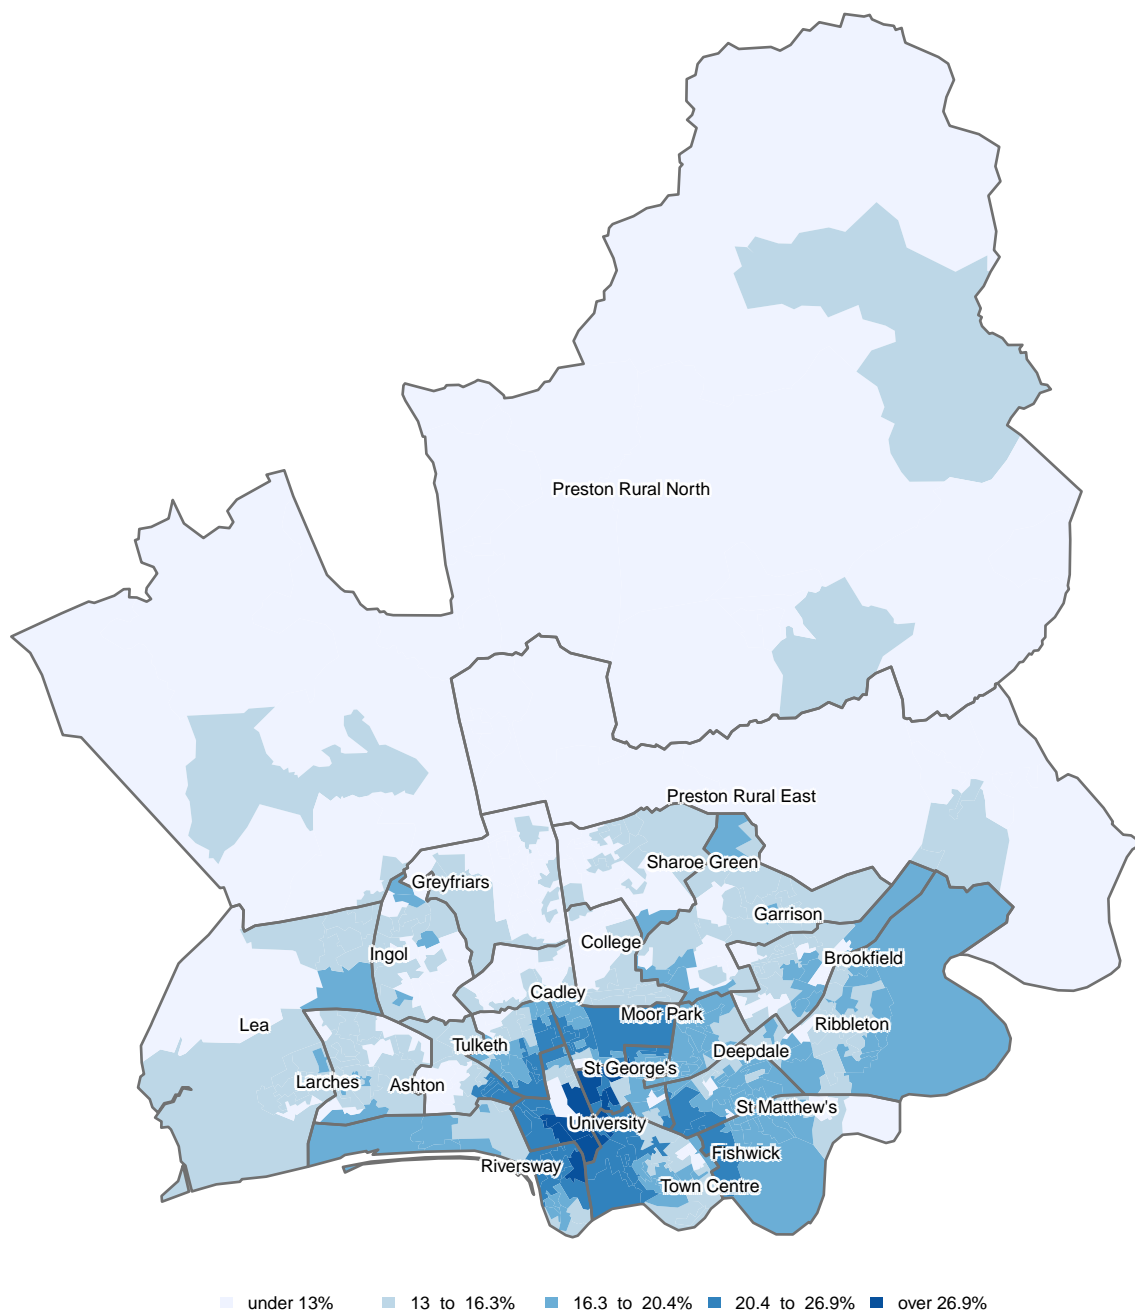 Preston Rural North
Preston Rural East
Sharoe Green
Greyfriars
Garrison
College
Ingol
Brookfield
Cadley
Moor Park
Lea
Ribbleton
Tulketh
Deepdale
St George's
Larches
Ashton
St Matthew's
University
Fishwick
Riversway
Town Centre
under 13%
13 to 16.3%
16.3 to 20.4%
20.4 to 26.9%
over 26.9%